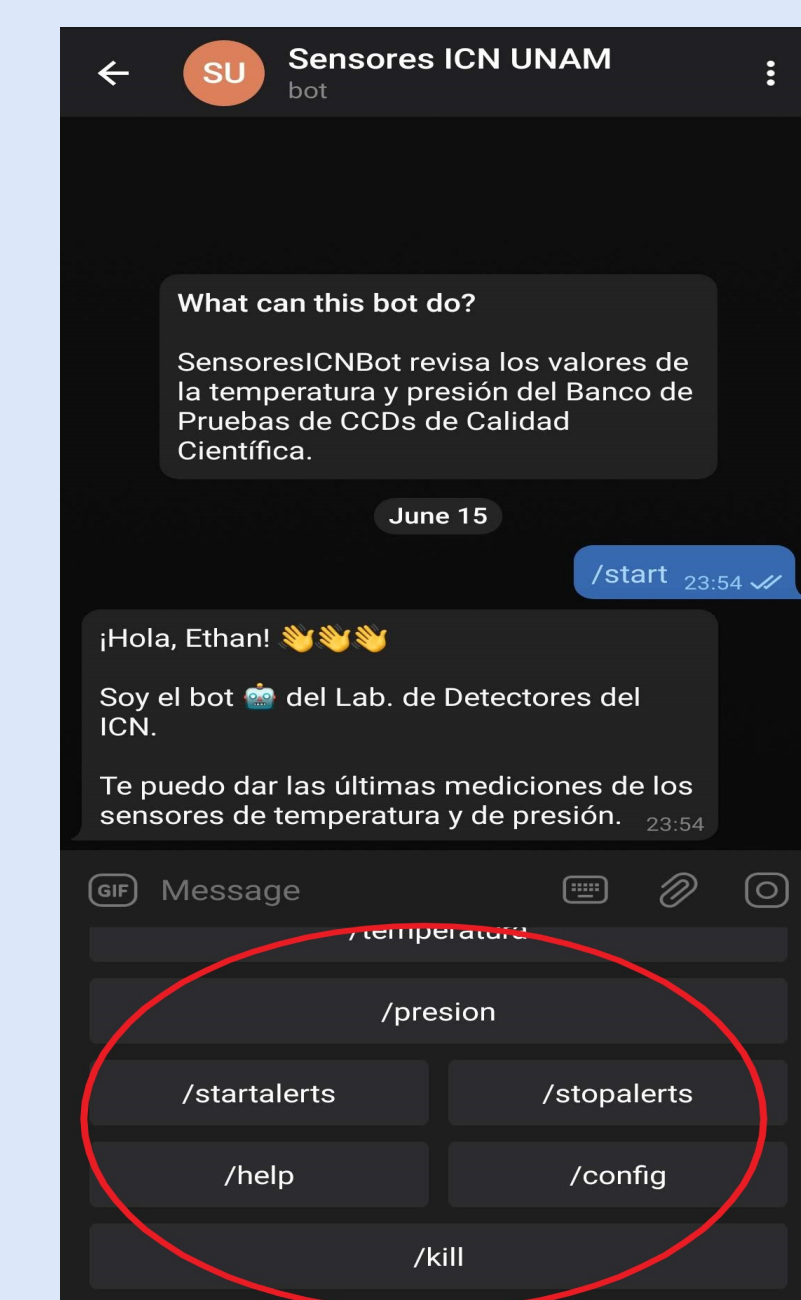 SU
Sensores ICN UNAM
bot
What can this bot do?
SensoresICNBot revisa los valores de
la temperatura y presión del Banco de
Pruebas de CCDs de Calidad
Científica.
June 15
/start 23:54
¡Hola, Ethan! 👋👋👋
Soy el bot 🤖 del Lab. de Detectores del
ICN.
Te puedo dar las últimas mediciones de los
sensores de temperatura y de presión. 23:54
GIF Message
/temperatura
/presion
/startalerts /stopalerts
/help /config
/kill